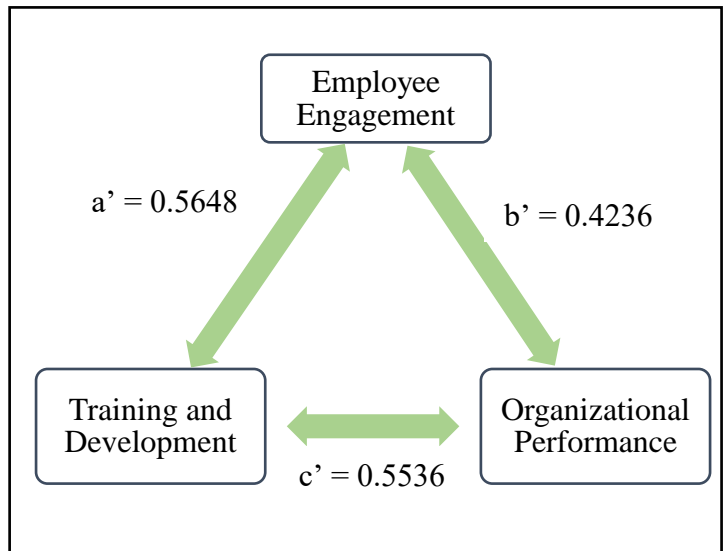 Employee
Engagement
a’ = 0.5648
b’ = 0.4236
Training and
Development
Organizational
Performance
c’ = 0.5536